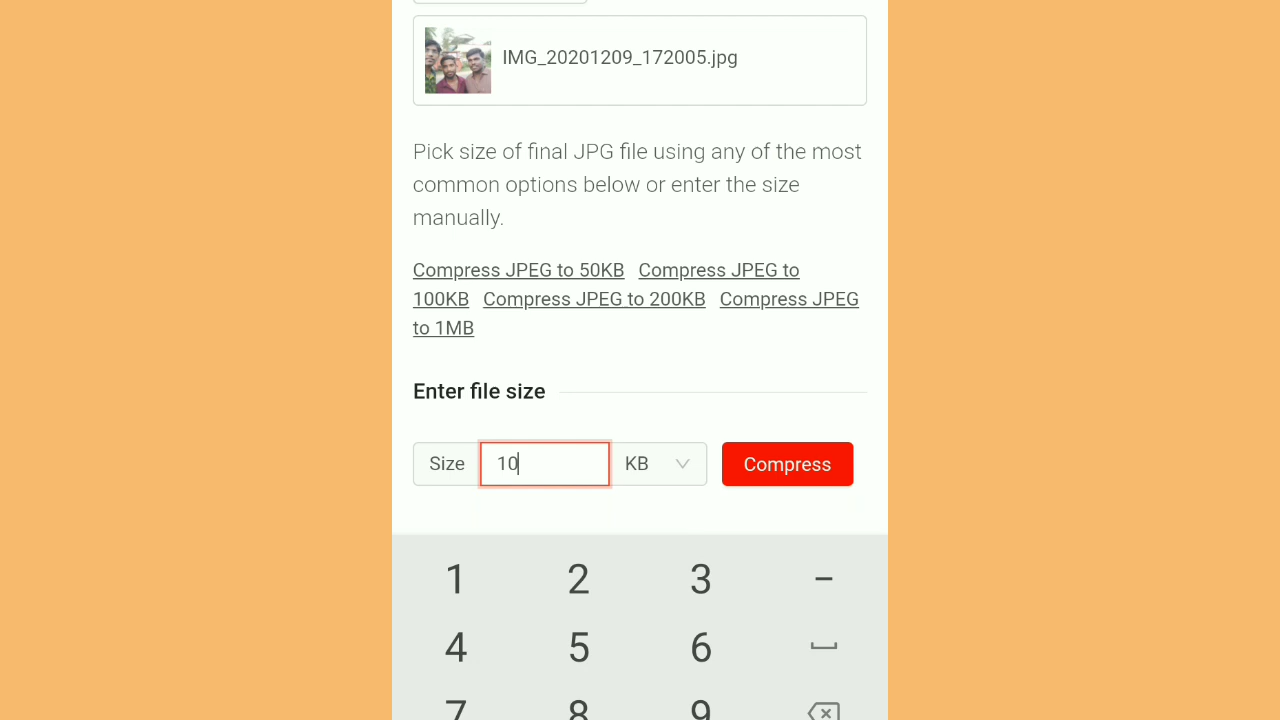 IMG_20201209_172005.jpg
Pick size of final JPG file using any of the most
common options below or enter the size
manually.
Compress JPEG to 50KB Compress JPEG to
100KB Compress JPEG to 200KB Compress JPEG
to 1MB
Enter file size
Size 10 KB Compress
1 2 3 –
4 5 6
7 8 9